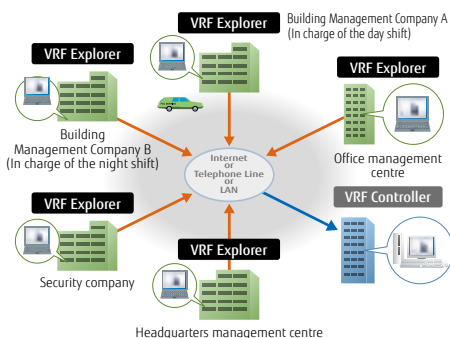 Building Management Company A
(In charge of the day shift)
VRF Explorer
VRF Explorer
VRF Explorer
Building
Management Company B
(In charge of the night shift)
Office management
centre
Internet
or
Telephone Line
or
LAN
VRF Explorer
VRF Controller
Security company
VRF Explorer
Headquarters management centre